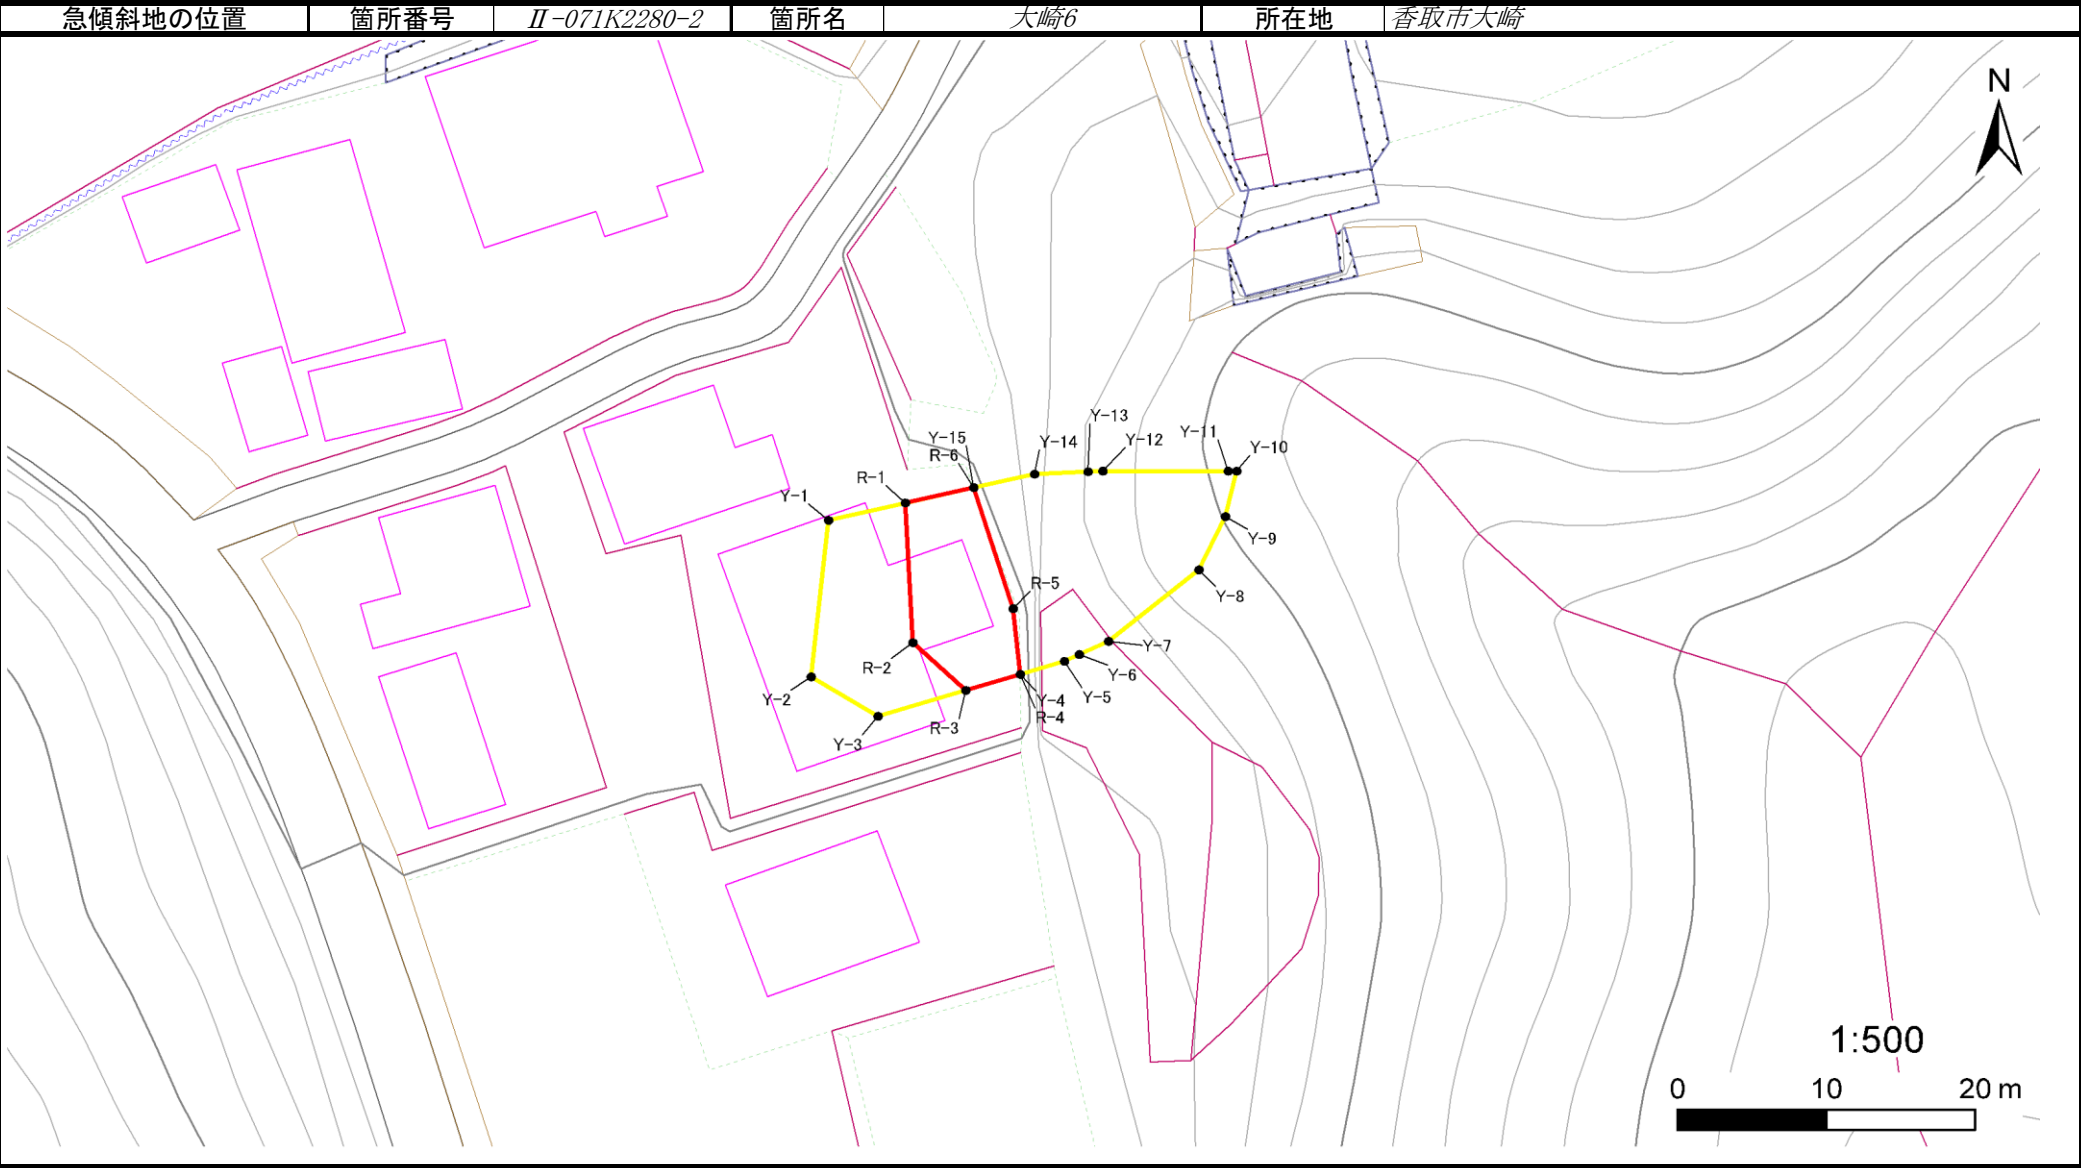 急傾斜地の位置 箇所番号 Ⅱ-071K2280-2 箇所名 大崎6 所在地 香取市大崎
N
Y-13
Y-15 Y-14 Y-12 Y-11 Y-10
R-6
R-1
Y-1
Y-9
R-5
Y-8
R-2 Y-7
Y-6
Y-2 Y-5
Y-4
R-3 R-4
Y-3
1:500
0 10 20 m